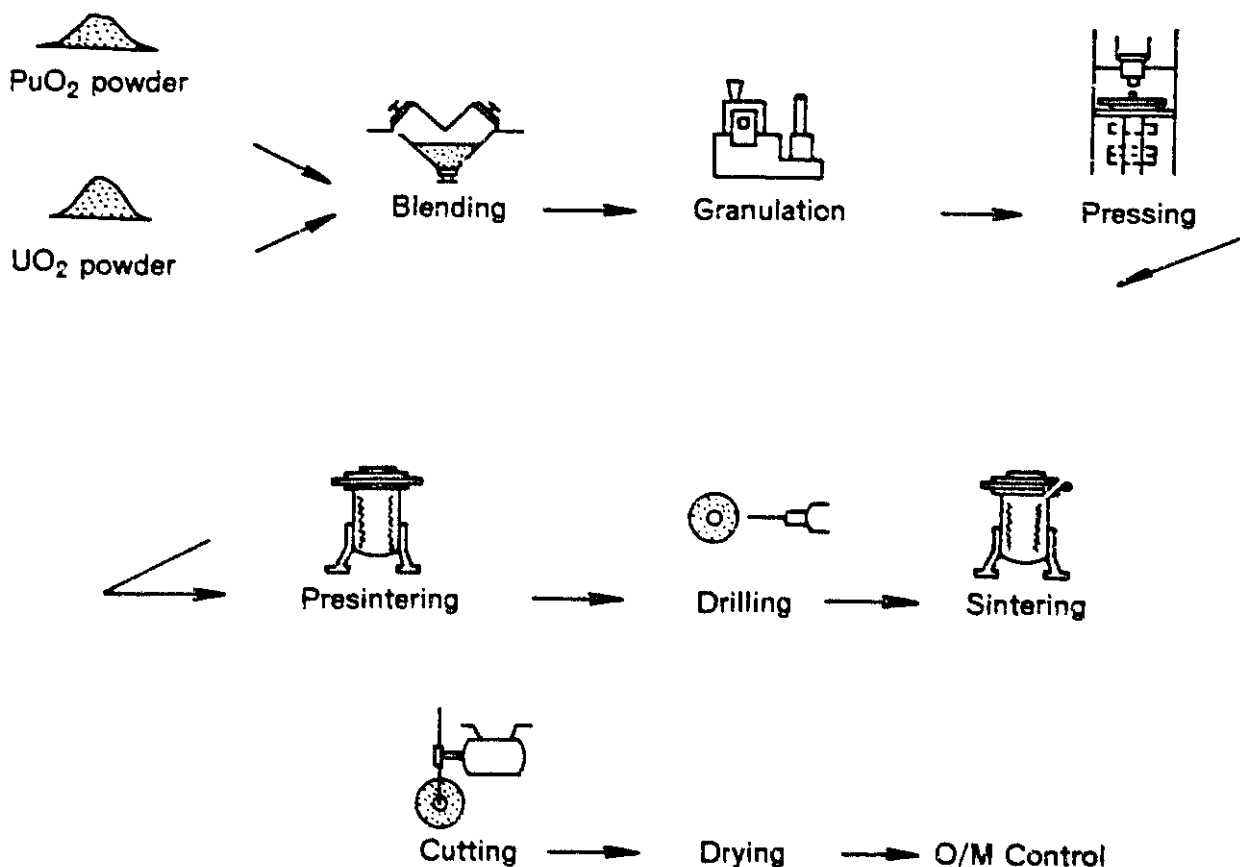 PuO₂ powder
UO₂ powder
Blending
Granulation
Pressing
Presintering
Drilling
Sintering
Cutting
Drying
O/M Control